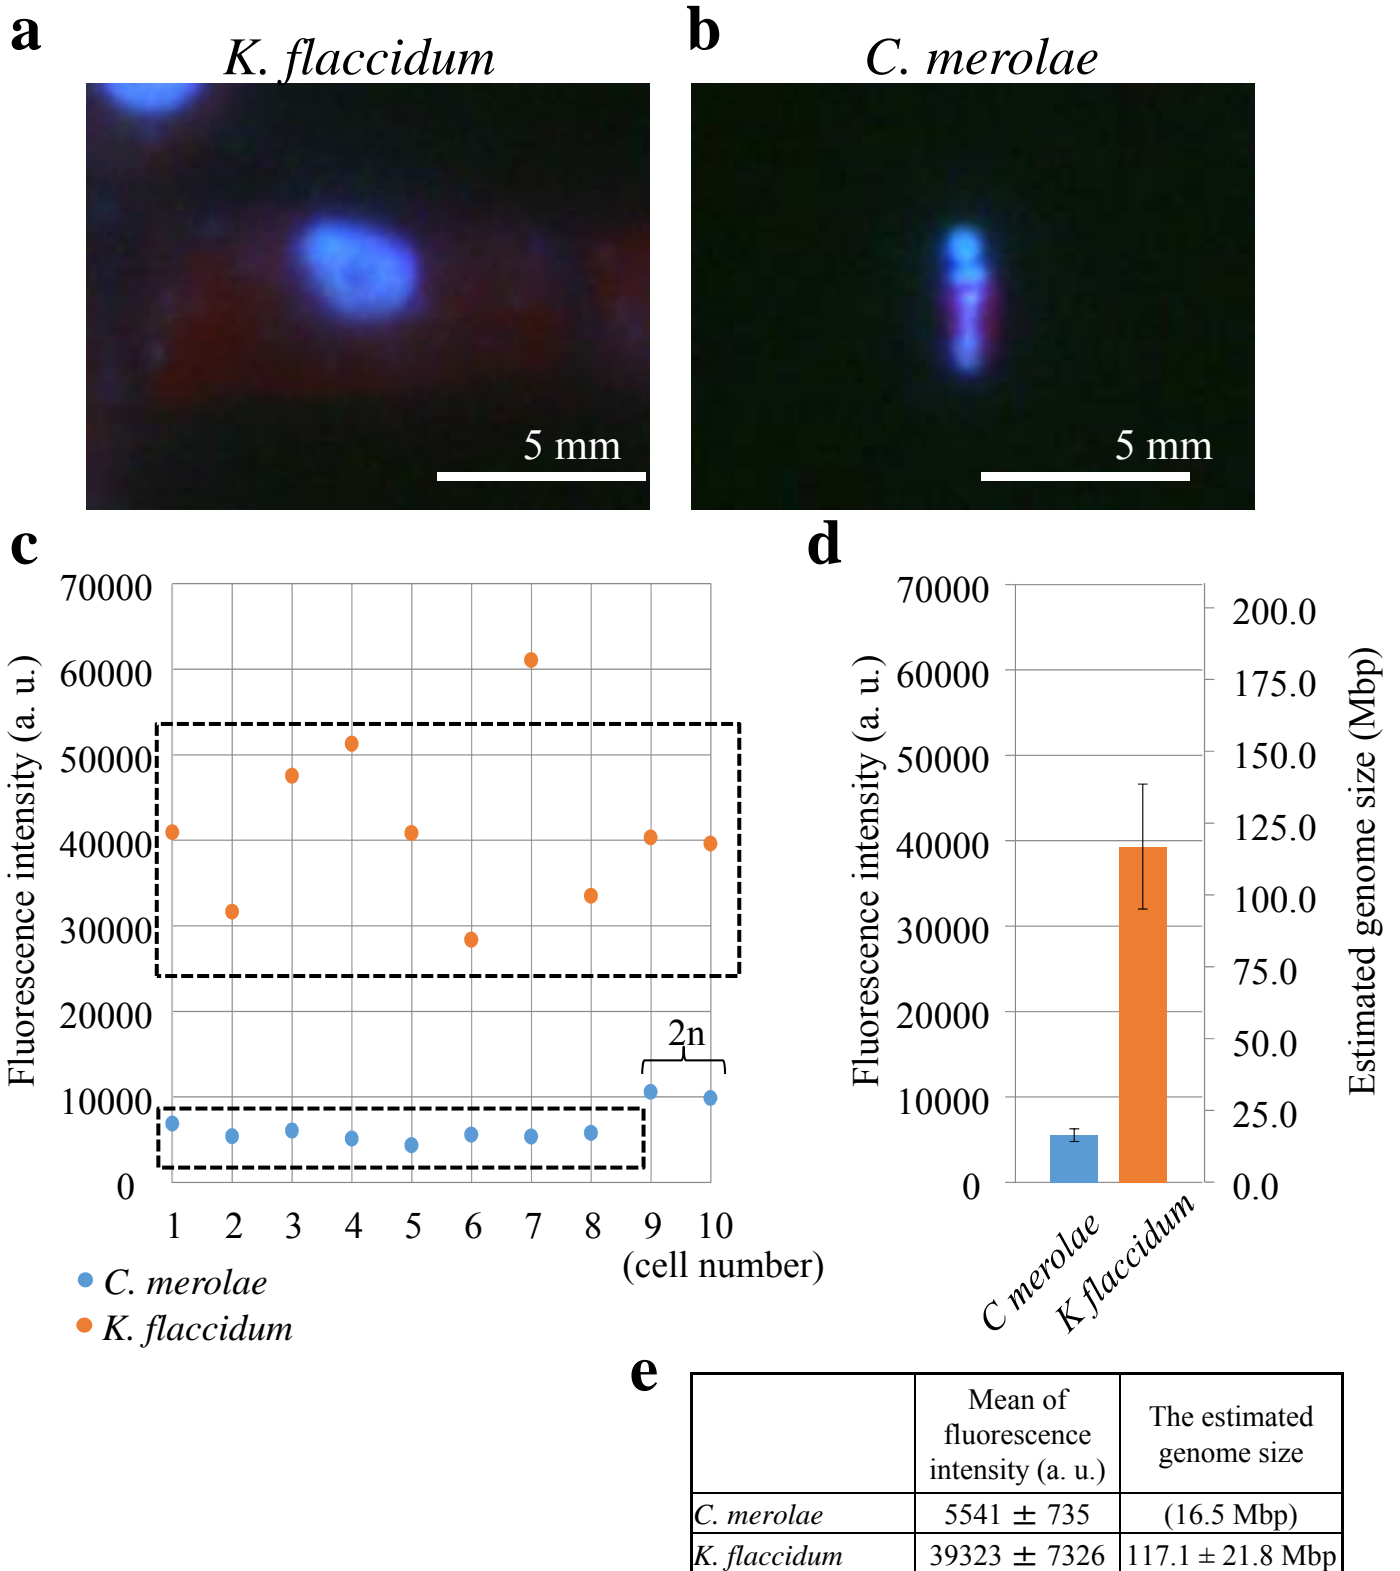 a
K. flaccidum
5 mm
b
C. merolae
5 mm
c
Fluorescence intensity (a. u.)
70000
60000
50000
40000
30000
20000
10000
0
2n
1 2 3 4 5 6 7 8 9 10
(cell number)
C. merolae
K. flaccidum
d
Fluorescence intensity (a. u.)
70000
60000
50000
40000
30000
20000
10000
0
200.0
175.0
150.0
125.0
100.0
75.0
50.0
25.0
0.0
Estimated genome size (Mbp)
C merolae
K flaccidum
e
Mean of
fluorescence
intensity (a. u.)
The estimated
genome size
C. merolae 5541 ± 735 (16.5 Mbp)
K. flaccidum 39323 ± 7326 117.1 ± 21.8 Mbp